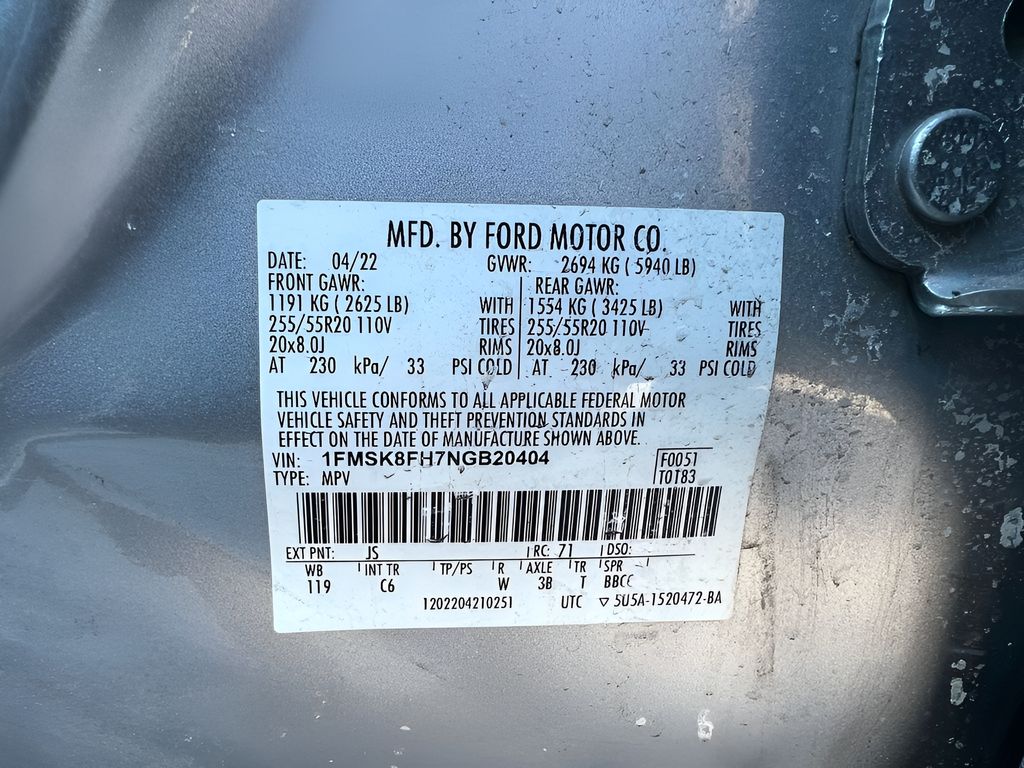 MFD. BY FORD MOTOR CO.
DATE: 04/22 GVWR: 2694 KG ( 5940 LB)
FRONT GAWR: REAR GAWR:
1191 KG ( 2625 LB) WITH 1554 KG ( 3425 LB) WITH
255/55R20 110V TIRES 255/55R20 110V TIRES
20x8.0J RIMS 20x8.0J RIMS
AT 230 kPa/ 33 PSI COLD AT 230 kPa/ 33 PSI COLD
THIS VEHICLE CONFORMS TO ALL APPLICABLE FEDERAL MOTOR
VEHICLE SAFETY AND THEFT PREVENTION STANDARDS IN
EFFECT ON THE DATE OF MANUFACTURE SHOWN ABOVE.
VIN: 1FMSK8FH7NGB20404 F0051
TYPE: MPV T0T83
EXT PNT: JS RC: 71 DSO:
WB INT TR TP/PS R AXLE TR SPR
119 C6 W 3B T BBCC
1202204210251 UTC ▽ 5U5A-1520472-BA